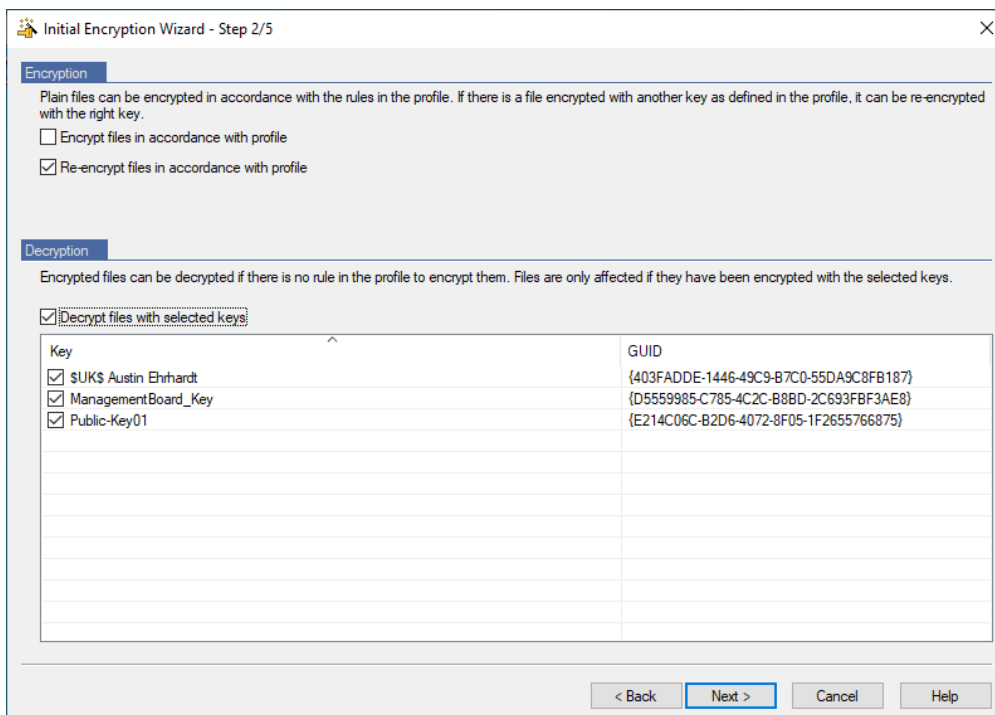 Initial Encryption Wizard - Step 2/5
Encryption
Plain files can be encrypted in accordance with the rules in the profile. If there is a file encrypted with another key as defined in the profile, it can be re-encrypted
with the right key.
Encrypt files in accordance with profile
Re-encrypt files in accordance with profile
Decryption
Encrypted files can be decrypted if there is no rule in the profile to encrypt them. Files are only affected if they have been encrypted with the selected keys.
Decrypt files with selected keys
Key GUID
$UK$ Austin Ehrhardt {403FADDE-1446-49C9-B7C0-55DA9C8FB187}
ManagementBoard_Key {D5559985-C785-4C2C-B8BD-2C693FBF3AE8}
Public-Key01 {E214C06C-B2D6-4072-8F05-1F2655766875}
< Back Next > Cancel Help